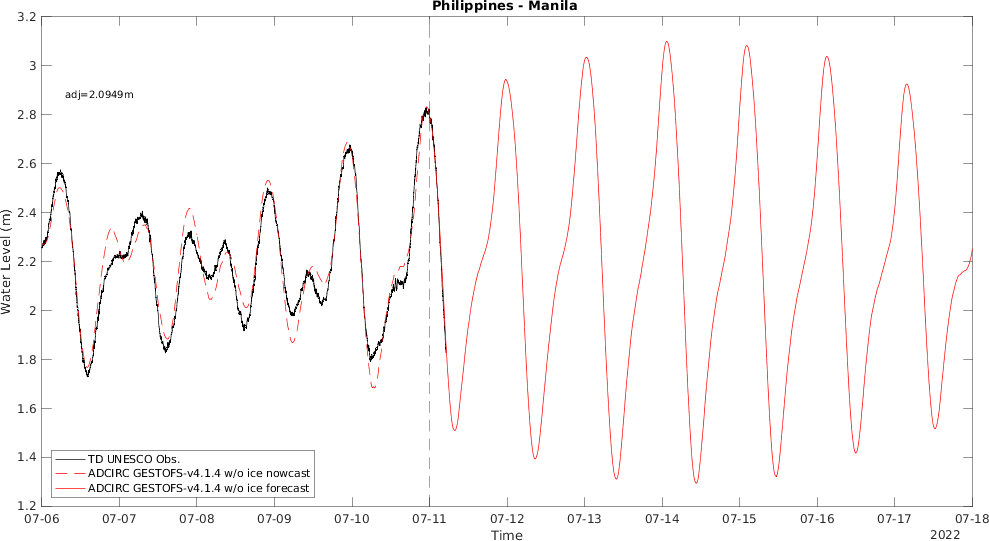 Philippines - Manila
3.2
3
2.8
2.6
2.4
2.2
2
1.8
1.6
1.4
1.2
Water Level (m)
adj=2.0949m
TD UNESCO Obs.
ADCIRC GESTOFS-v4.1.4 w/o ice nowcast
ADCIRC GESTOFS-v4.1.4 w/o ice forecast
07-06 07-07 07-08 07-09 07-10 07-11 07-12 07-13 07-14 07-15 07-16 07-17 07-18
Time
2022